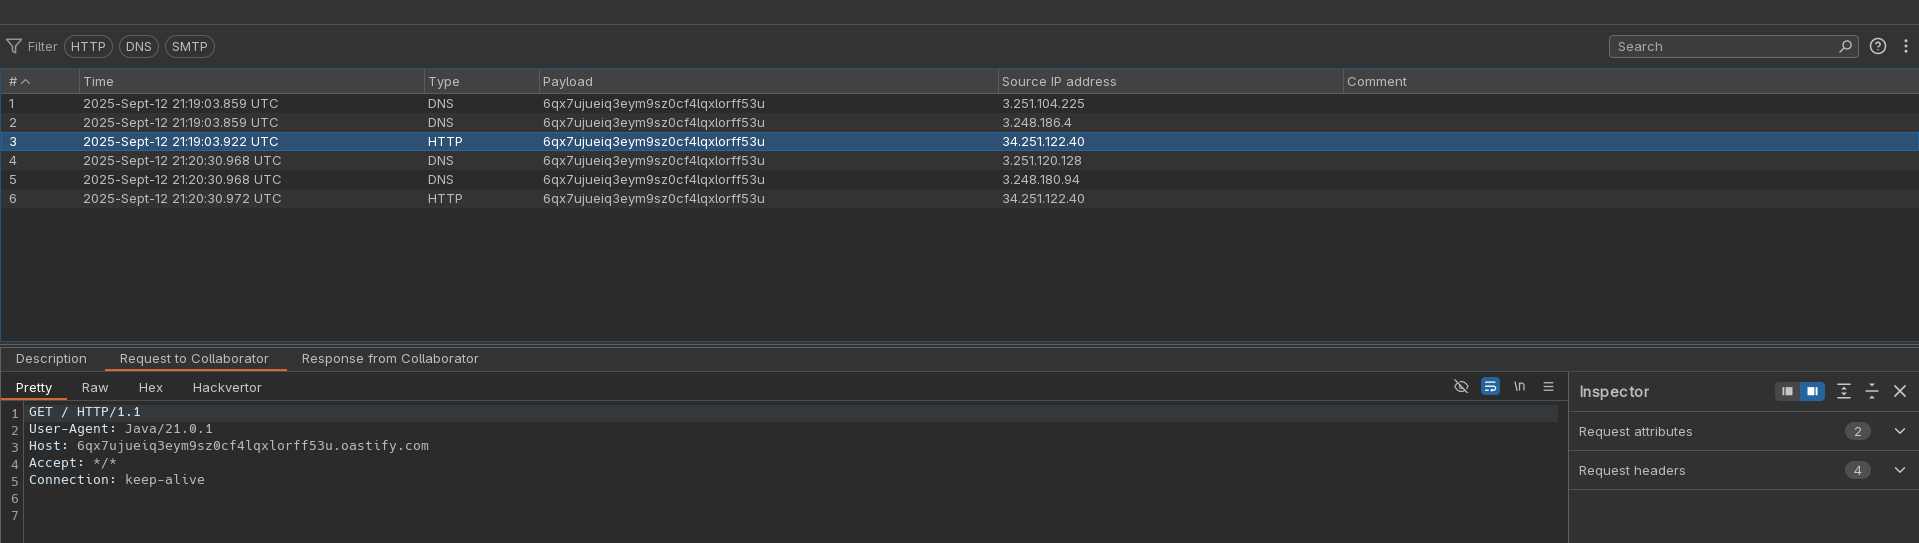 Filter HTTP DNS SMTP Search
# Time Type Payload Source IP address Comment
1 2025-Sept-12 21:19:03.859 UTC DNS 6qx7ujueiq3eym9sz0cf4lqxlorff53u 3.251.104.225
2 2025-Sept-12 21:19:03.859 UTC DNS 6qx7ujueiq3eym9sz0cf4lqxlorff53u 3.248.186.4
3 2025-Sept-12 21:19:03.922 UTC HTTP 6qx7ujueiq3eym9sz0cf4lqxlorff53u 34.251.122.40
4 2025-Sept-12 21:20:30.968 UTC DNS 6qx7ujueiq3eym9sz0cf4lqxlorff53u 3.251.120.128
5 2025-Sept-12 21:20:30.968 UTC DNS 6qx7ujueiq3eym9sz0cf4lqxlorff53u 3.248.180.94
6 2025-Sept-12 21:20:30.972 UTC HTTP 6qx7ujueiq3eym9sz0cf4lqxlorff53u 34.251.122.40
Description Request to Collaborator Response from Collaborator
Pretty Raw Hex Hackvertor \n
1 GET / HTTP/1.1
2 User-Agent: Java/21.0.1
3 Host: 6qx7ujueiq3eym9sz0cf4lqxlorff53u.oastify.com
4 Accept: */*
5 Connection: keep-alive
6
7
Inspector
Request attributes 2
Request headers 4